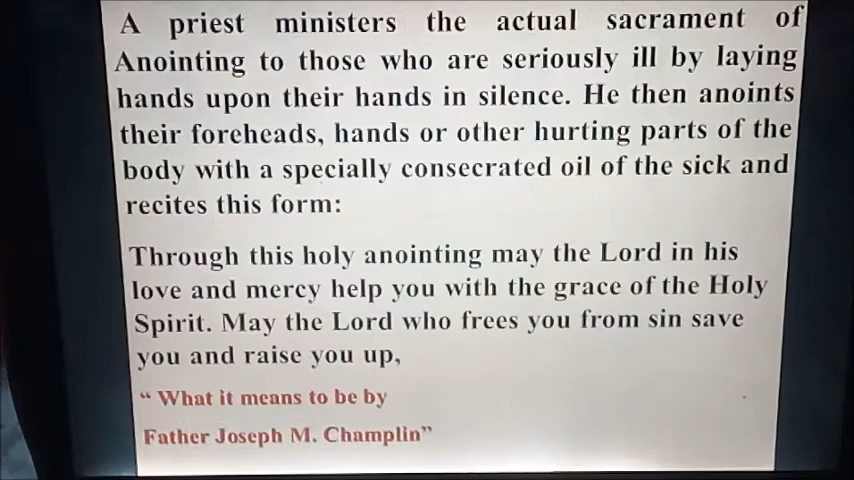 A priest ministers the actual sacrament of
Anointing to those who are seriously ill by laying
hands upon their hands in silence. He then anoints
their foreheads, hands or other hurting parts of the
body with a specially consecrated oil of the sick and
recites this form:
Through this holy anointing may the Lord in his
love and mercy help you with the grace of the Holy
Spirit. May the Lord who frees you from sin save
you and raise you up,
“ What it means to be by
Father Joseph M. Champlin”